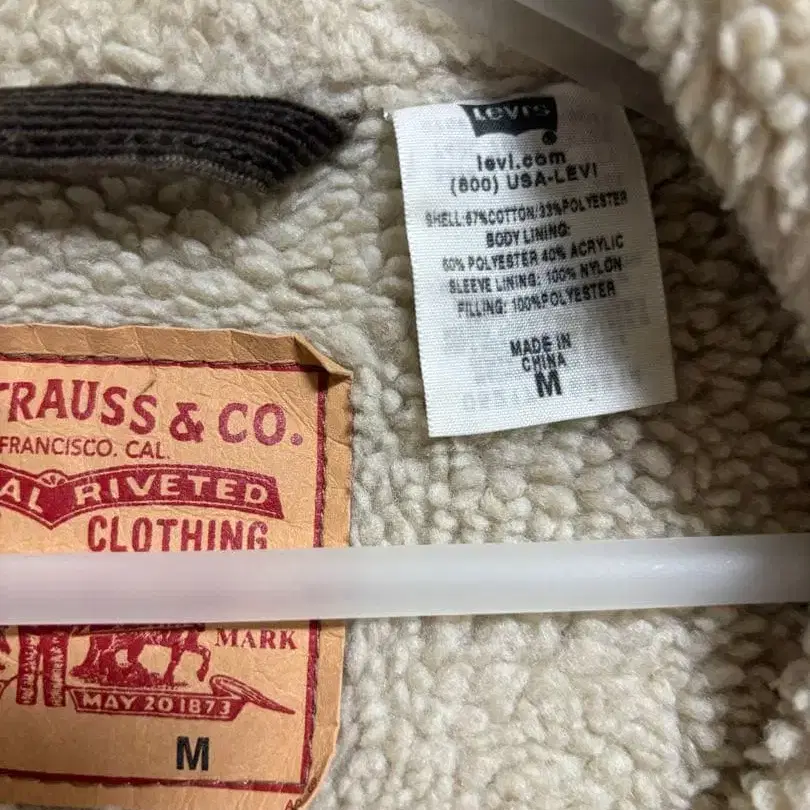 Levi's
®
levi.com
(800) USA-LEVI
SHELL:67%COTTON/33%POLYESTER
BODY LINING:
60% POLYESTER 40% ACRYLIC
SLEEVE LINING: 100% NYLON
FILLING: 100%POLYESTER
MADE IN
CHINA
M
TRAUSS & CO.
FRANCISCO, CAL.
AL RIVETED
CLOTHING
MARK
MAY 20 1873
M